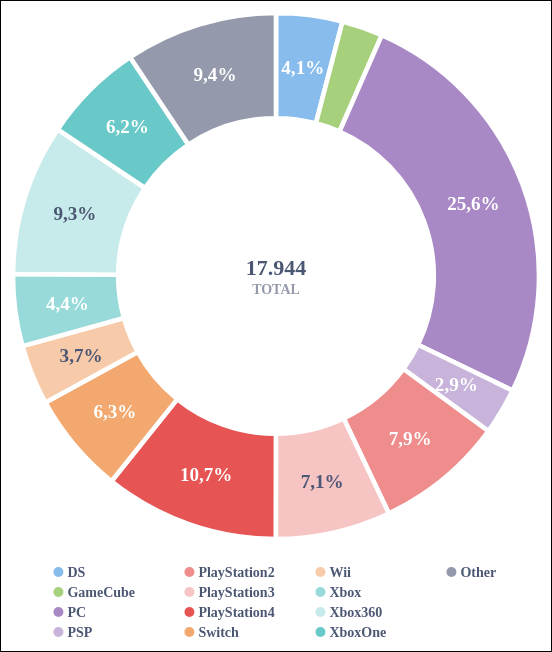 4,1%
9,4%
25,6%
6,2%
9,3%
17.944
TOTAL
4,4%
3,7%
2,9%
6,3%
7,9%
10,7%
7,1%
DS
GameCube
PC
PSP
PlayStation2
PlayStation3
PlayStation4
Switch
Wii
Xbox
Xbox360
XboxOne
Other